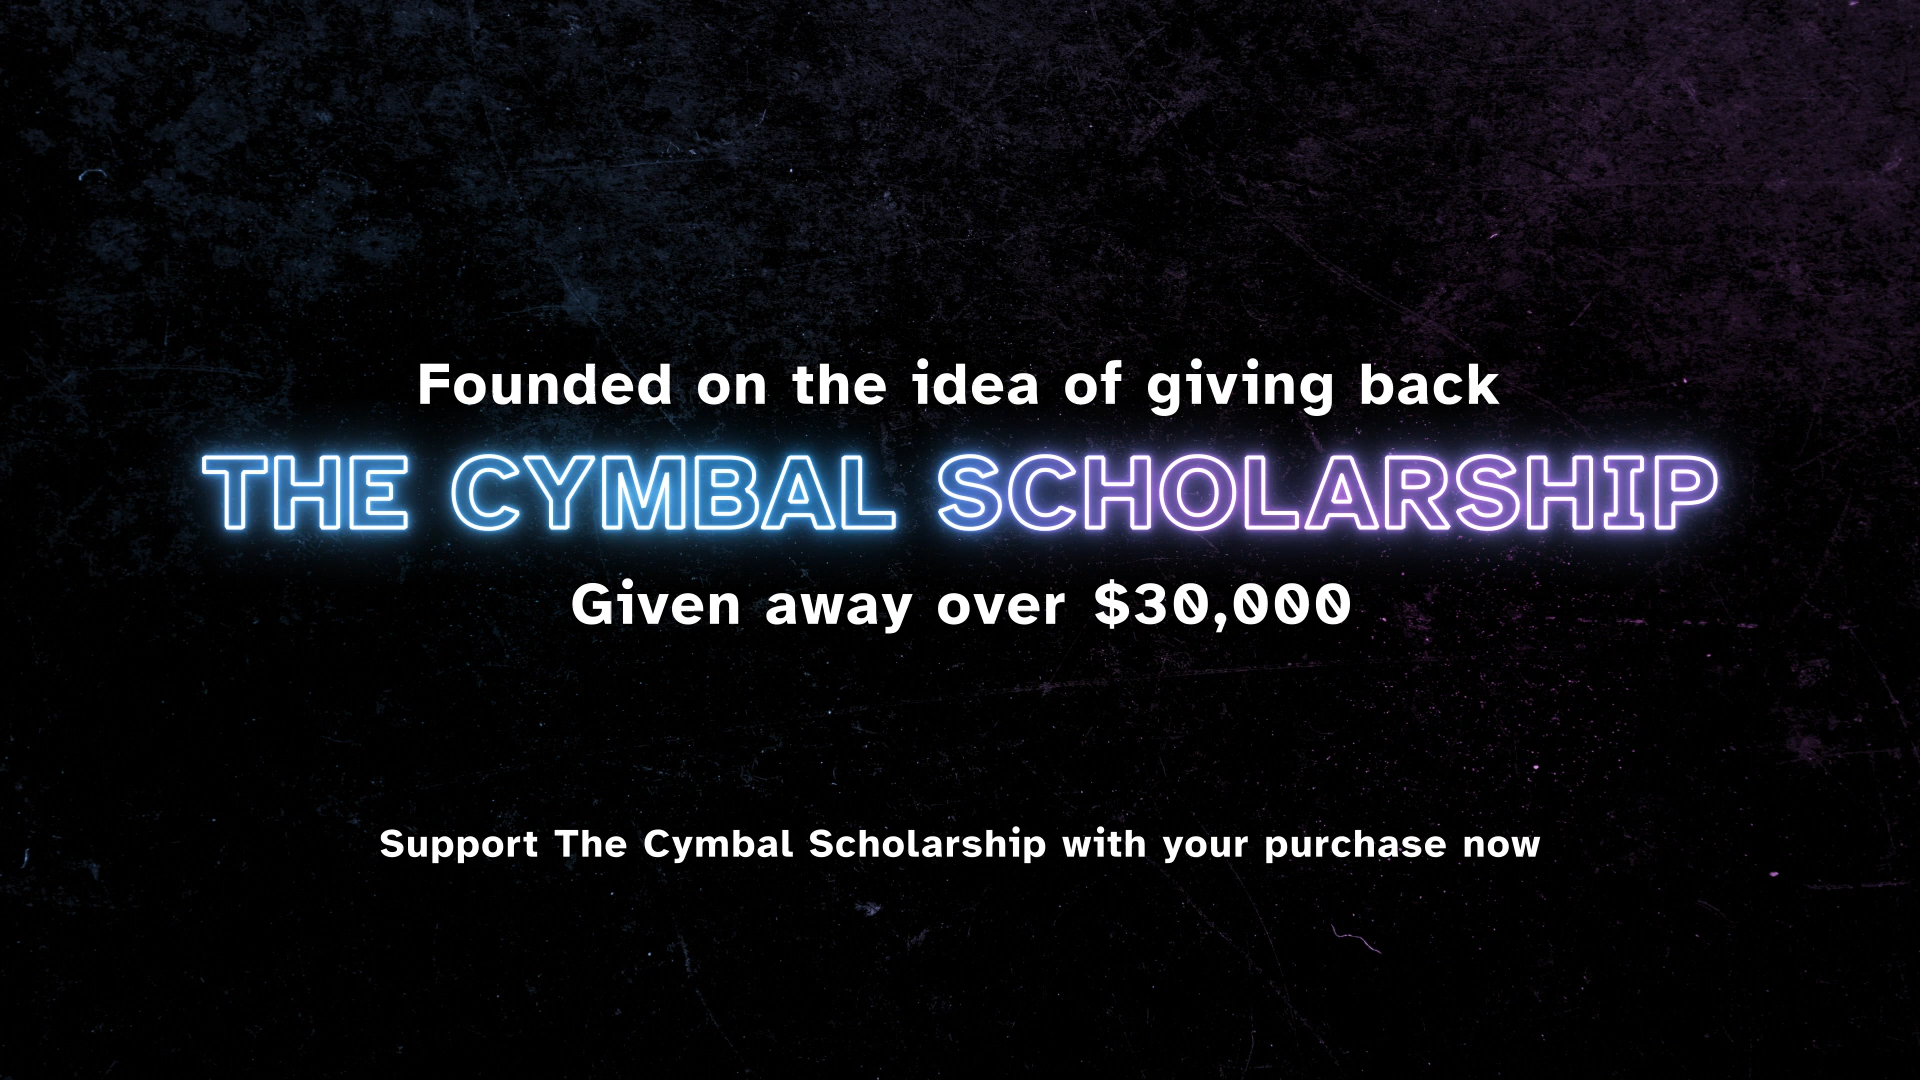 Founded on the idea of giving back
THE CYMBAL SCHOLARSHIP
Given away over $30,000
Support The Cymbal Scholarship with your purchase now